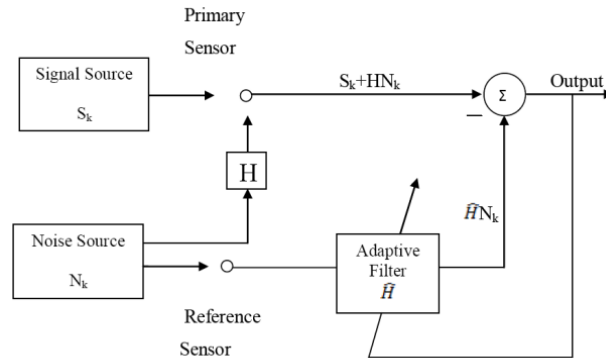 Primary
Sensor
Signal Source
Sₖ
Sₖ+HNₖ
Σ
Output
−
H
ĤNₖ
Noise Source
Nₖ
Adaptive
Filter
Ĥ
Reference
Sensor